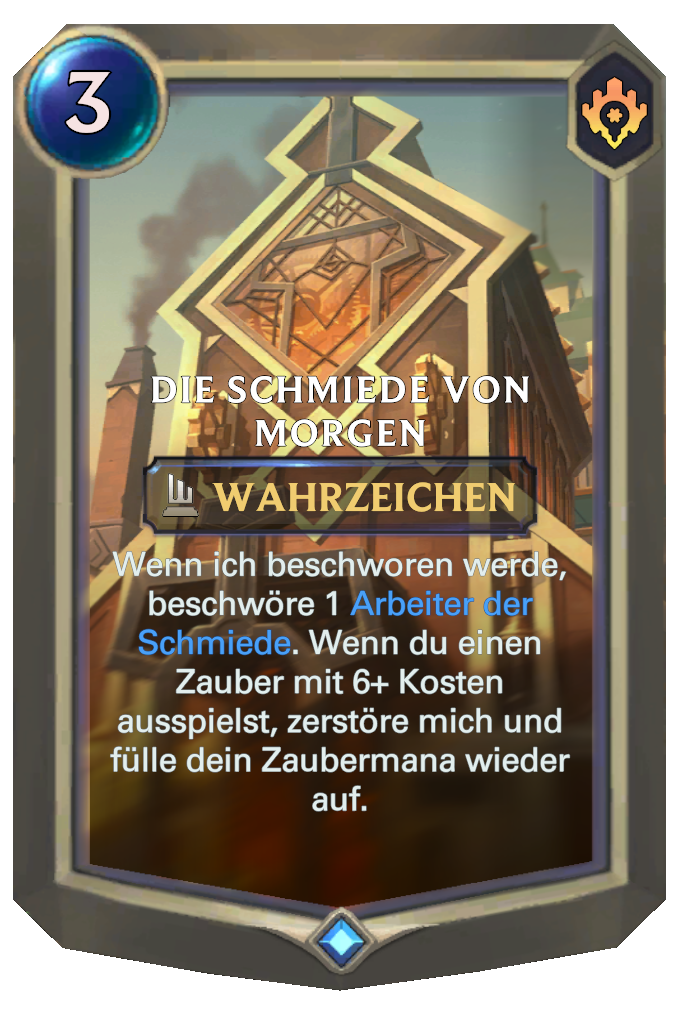 3
DIE SCHMIEDE VON
MORGEN
WAHRZEICHEN
Wenn ich beschworen werde,
beschwöre 1 Arbeiter der
Schmiede. Wenn du einen
Zauber mit 6+ Kosten
ausspielst, zerstöre mich und
fülle dein Zaubermana wieder
auf.